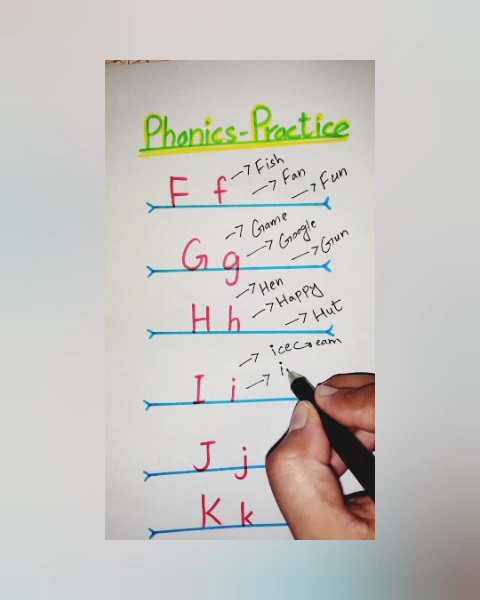 Phonics-Practice
F f → Fish → Fan → Fun
G g → Game → Google → Gun
H h → Hen → Happy → Hut
I i → icecream →
J j
K k